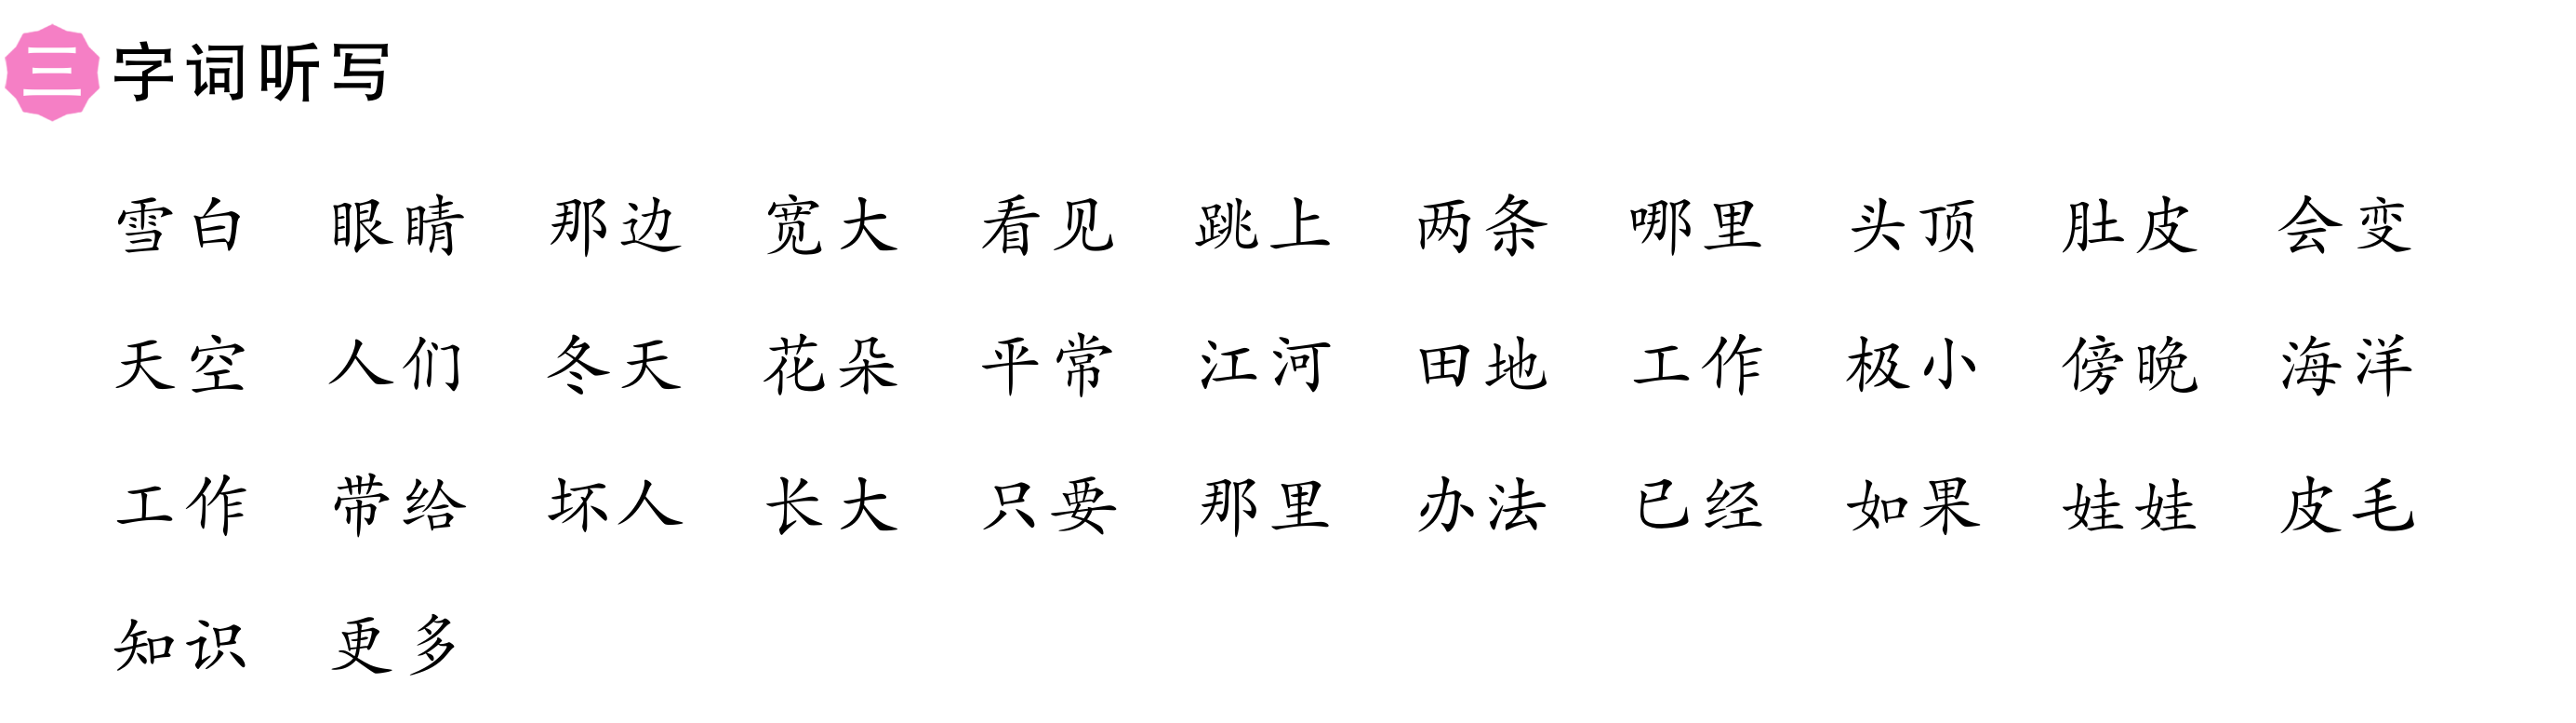 三 字词听写
雪白 眼睛 那边 宽大 看见 跳上 两条 哪里 头顶 肚皮 会变
天空 人们 冬天 花朵 平常 江河 田地 工作 极小 傍晚 海洋
工作 带给 坏人 长大 只要 那里 办法 已经 如果 娃娃 皮毛
知识 更多